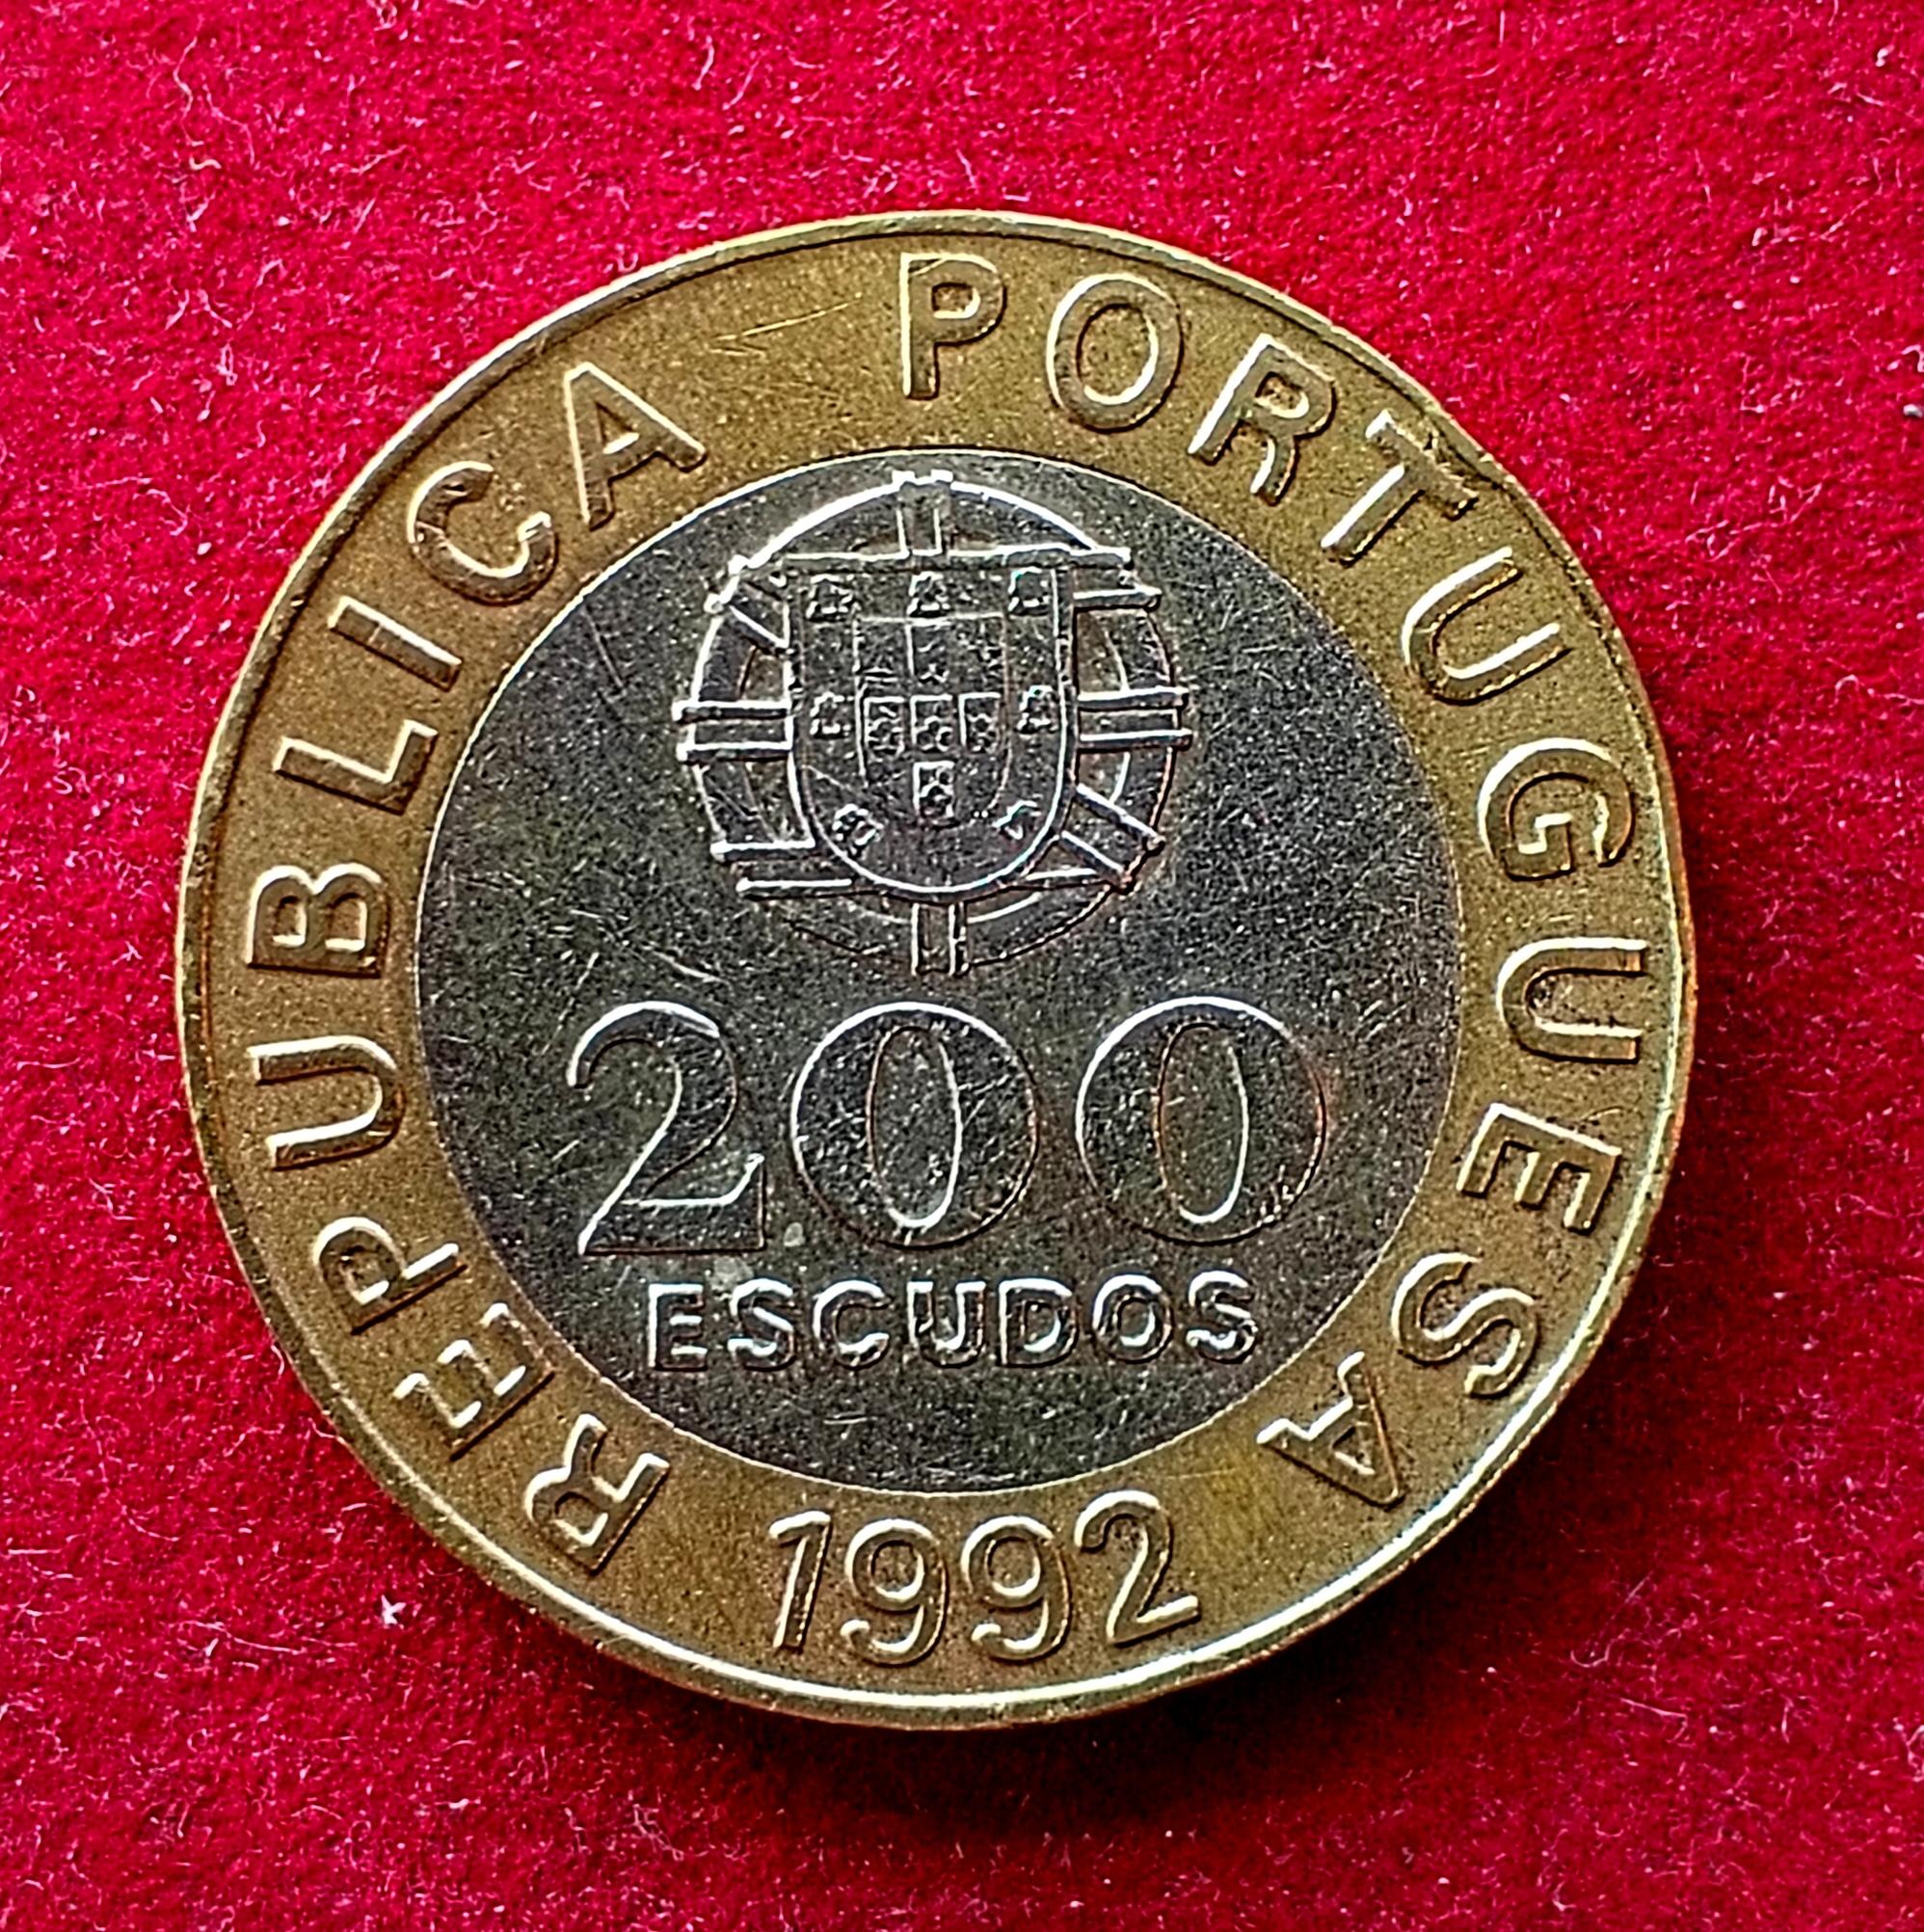 REPUBLICA PORTUGUESA
200
ESCUDOS
1992